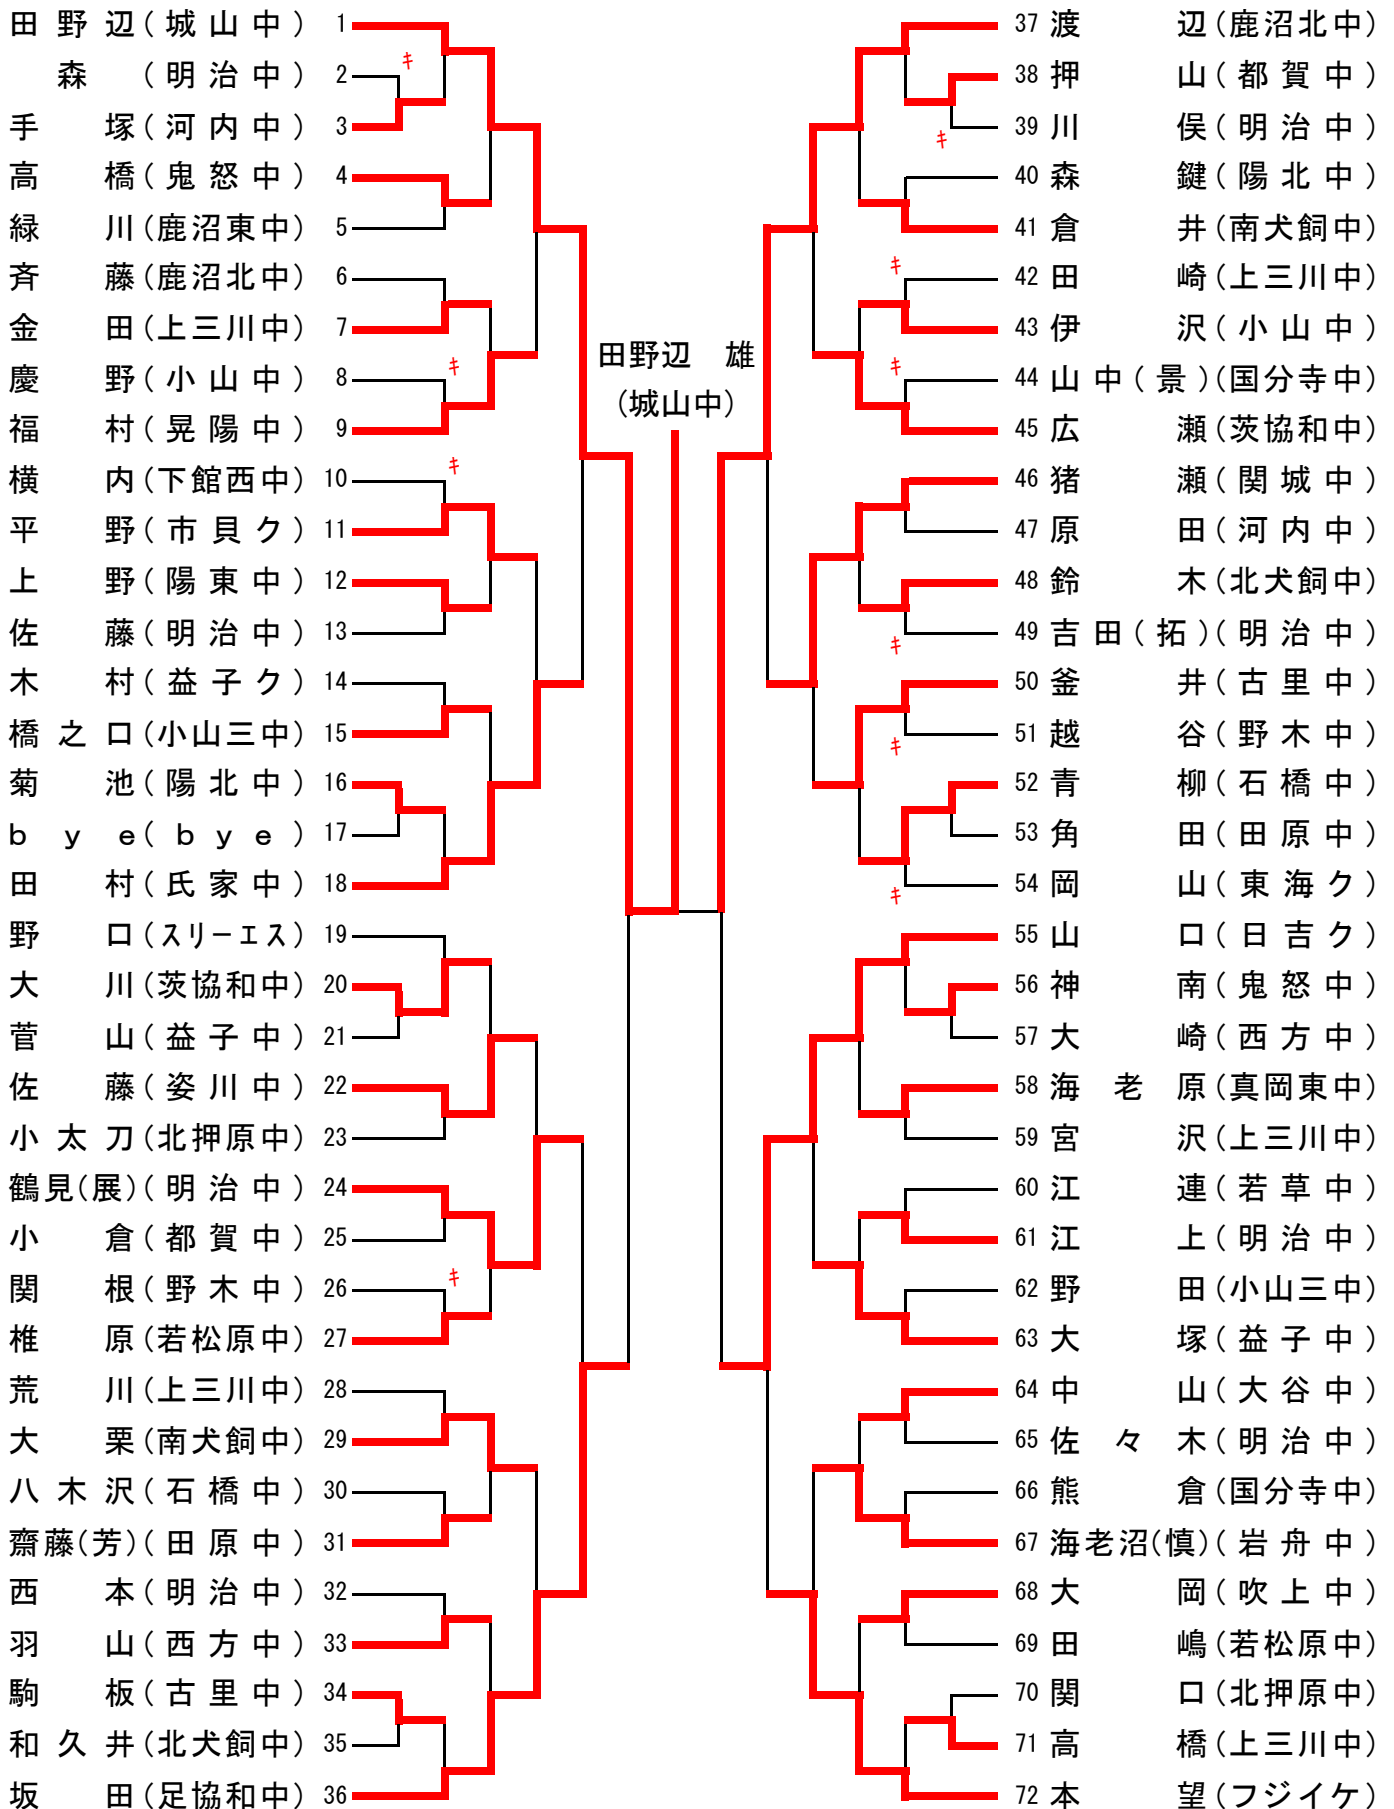 田野辺(城山中) 1
キ
森(明治中) 2
手塚(河内中) 3
高橋(鬼怒中) 4
緑川(鹿沼東中) 5
斉藤(鹿沼北中) 6
金田(上三川中) 7
キ
慶野(小山中) 8
福村(晃陽中) 9
キ
横内(下館西中) 10
平野(市貝ク) 11
上野(陽東中) 12
佐藤(明治中) 13
木村(益子ク) 14
橋之口(小山三中) 15
菊池(陽北中) 16
bye(bye) 17
田村(氏家中) 18
野口(スリーエス) 19
大川(茨協和中) 20
菅山(益子中) 21
佐藤(姿川中) 22
小太刀(北押原中) 23
鶴見(展)(明治中) 24
小倉(都賀中) 25
キ
関根(野木中) 26
椎原(若松原中) 27
荒川(上三川中) 28
大栗(南犬飼中) 29
八木沢(石橋中) 30
齋藤(芳)(田原中) 31
西本(明治中) 32
羽山(西方中) 33
駒板(古里中) 34
和久井(北犬飼中) 35
坂田(足協和中) 36
田野辺 雄
(城山中)
37 渡辺(鹿沼北中)
38 押山(都賀中)
39 川俣(明治中)
キ
40 森鍵(陽北中)
41 倉井(南犬飼中)
キ
42 田崎(上三川中)
43 伊沢(小山中)
キ
44 山中(景)(国分寺中)
45 広瀬(茨協和中)
46 猪瀬(関城中)
47 原田(河内中)
48 鈴木(北犬飼中)
49 吉田(拓)(明治中)
キ
50 釜井(古里中)
51 越谷(野木中)
キ
52 青柳(石橋中)
53 角田(田原中)
54 岡山(東海ク)
キ
55 山口(日吉ク)
56 神南(鬼怒中)
57 大崎(西方中)
58 海老原(真岡東中)
59 宮沢(上三川中)
60 江連(若草中)
61 江上(明治中)
62 野田(小山三中)
63 大塚(益子中)
64 中山(大谷中)
65 佐々木(明治中)
66 熊倉(国分寺中)
67 海老沼(慎)(岩舟中)
68 大岡(吹上中)
69 田嶋(若松原中)
70 関口(北押原中)
71 高橋(上三川中)
72 本望(フジイケ)